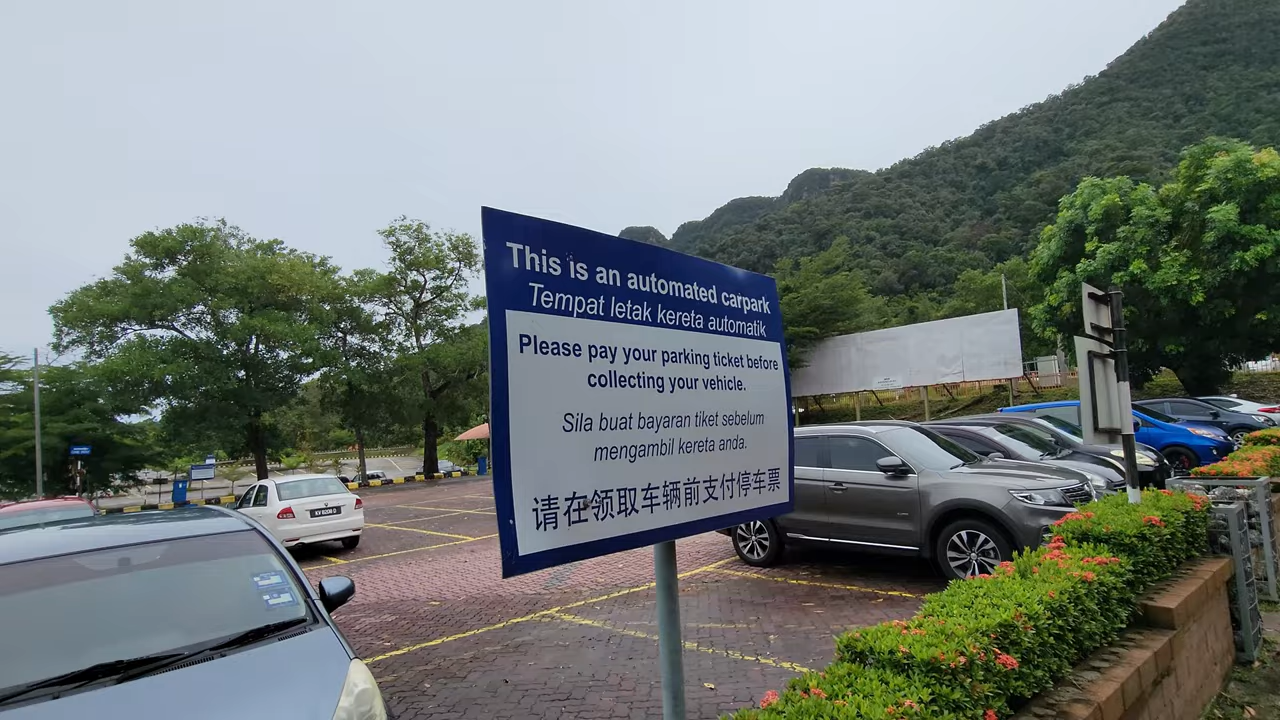 This is an automated carpark
Tempat letak kereta automatik
Please pay your parking ticket before
collecting your vehicle.
Sila buat bayaran tiket sebelum
mengambil kereta anda.
请在领取车辆前支付停车票